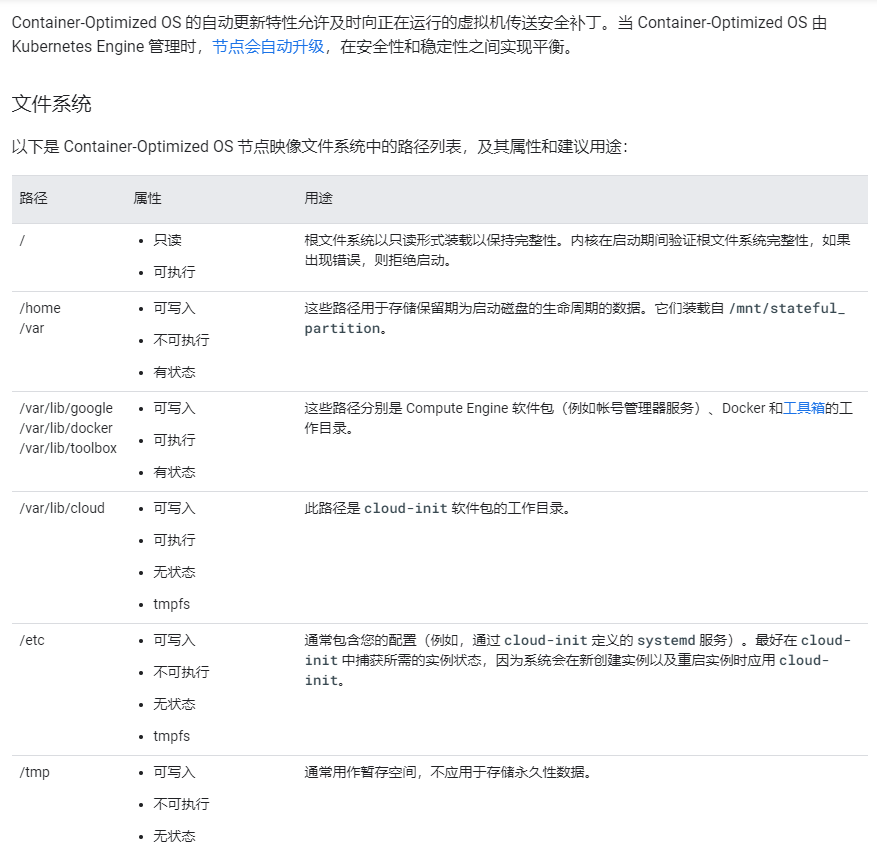 Container-Optimized OS 的自动更新特性允许及时向正在运行的虚拟机传送安全补丁。当 Container-Optimized OS 由
Kubernetes Engine 管理时，节点会自动升级，在安全性和稳定性之间实现平衡。
文件系统
以下是 Container-Optimized OS 节点映像文件系统中的路径列表，及其属性和建议用途：
路径 属性 用途
/ • 只读 根文件系统以只读形式装载以保持完整性。内核在启动期间验证根文件系统完整性，如果
出现错误，则拒绝启动。
• 可执行
/home • 可写入 这些路径用于存储保留期为启动磁盘的生命周期的数据。它们装载自 /mnt/stateful_
/var partition。
• 不可执行
• 有状态
/var/lib/google • 可写入 这些路径分别是 Compute Engine 软件包（例如帐号管理器服务）、Docker 和工具箱的工
/var/lib/docker 作目录。
• 可执行
/var/lib/toolbox
• 有状态
/var/lib/cloud • 可写入 此路径是 cloud-init 软件包的工作目录。
• 可执行
• 无状态
• tmpfs
/etc • 可写入 通常包含您的配置（例如，通过 cloud-init 定义的 systemd 服务）。最好在 cloud-
init 中捕获所需的实例状态，因为系统会在新创建实例以及重启实例时应用 cloud-
• 不可执行
init。
• 无状态
• tmpfs
/tmp • 可写入 通常用作暂存空间，不应用于存储永久性数据。
• 不可执行
• 无状态